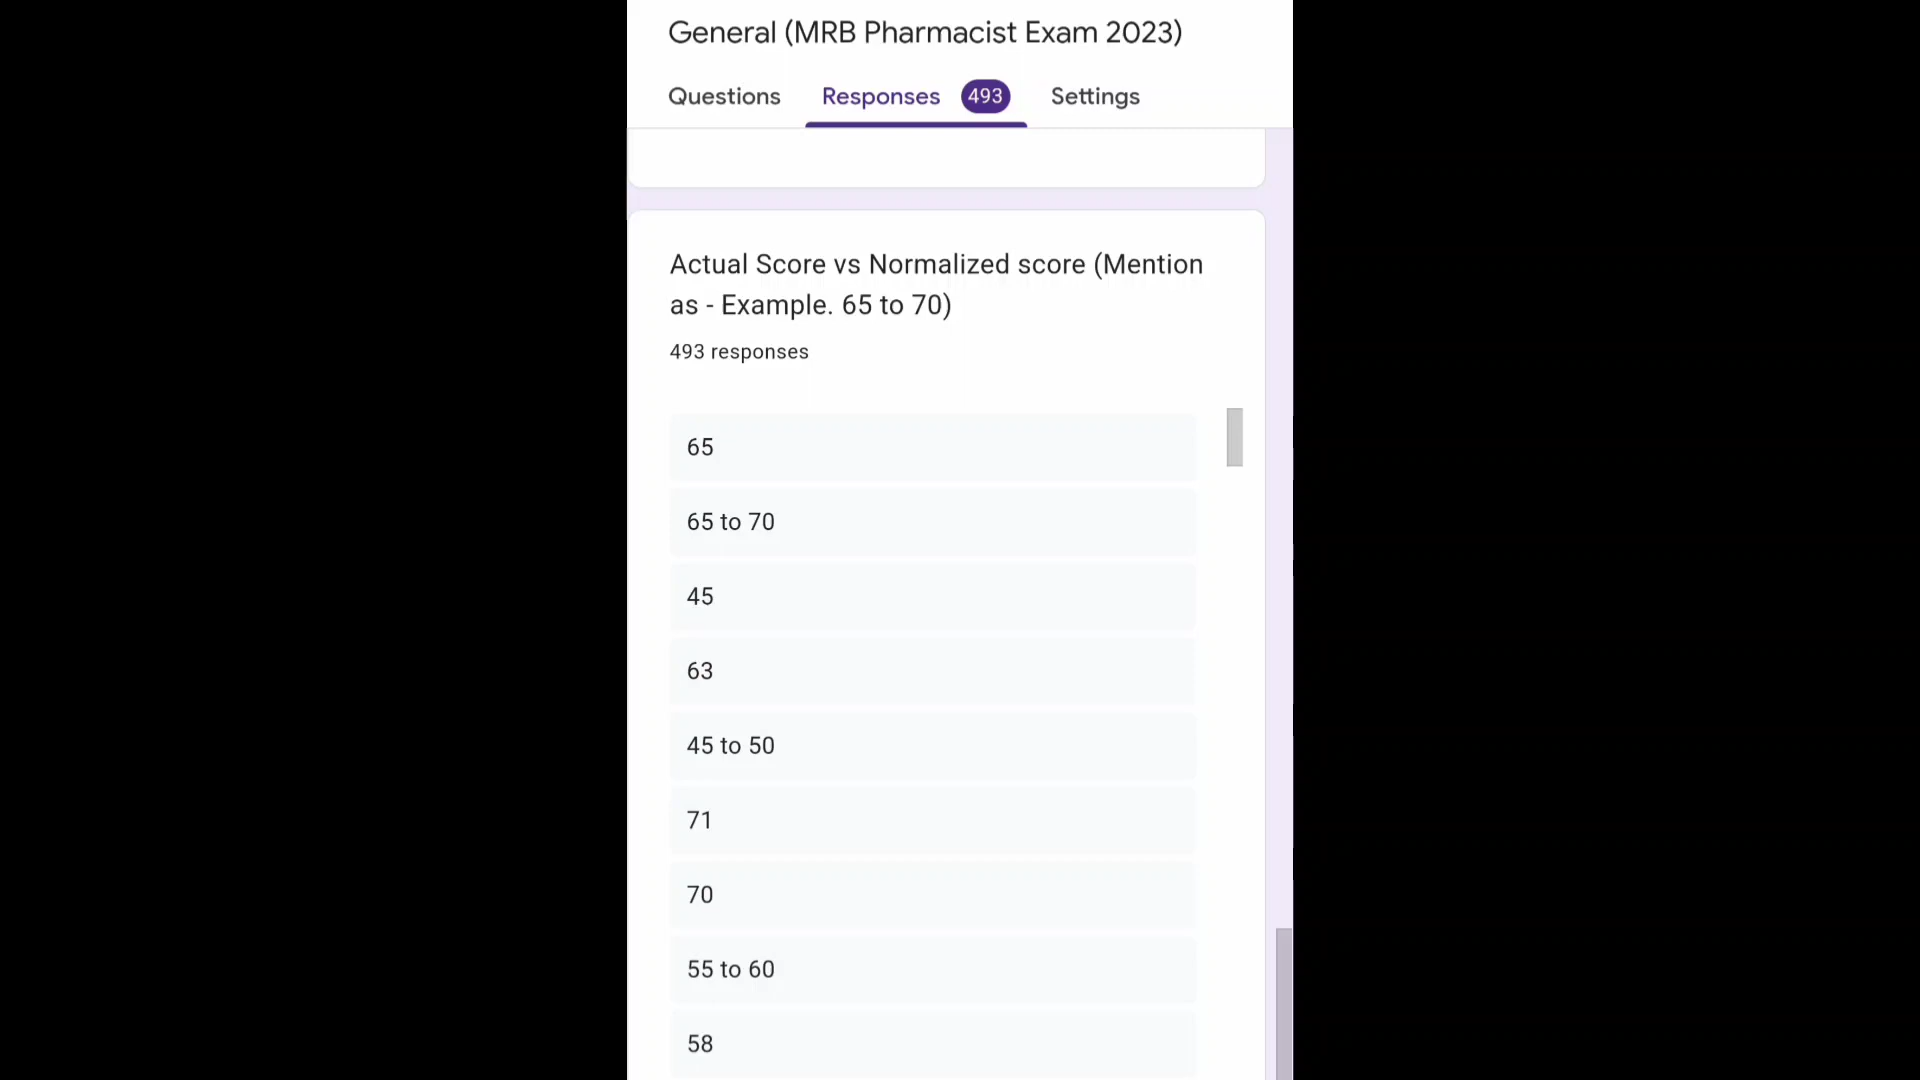 General (MRB Pharmacist Exam 2023)
Questions Responses 493 Settings
Actual Score vs Normalized score (Mention
as - Example. 65 to 70)
493 responses
65
65 to 70
45
63
45 to 50
71
70
55 to 60
58